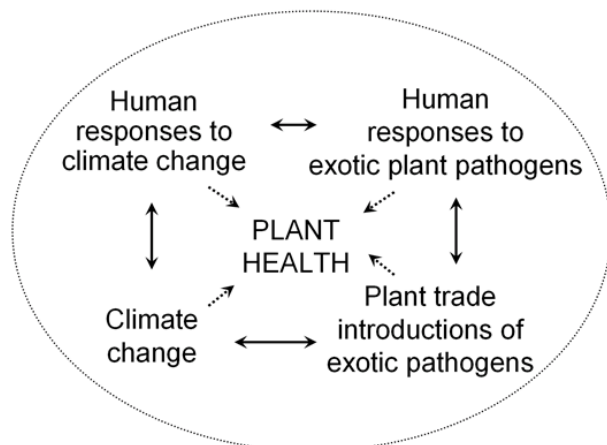 Human
responses to
climate change
Human
responses to
exotic plant pathogens
PLANT
HEALTH
Climate
change
Plant trade
introductions of
exotic pathogens